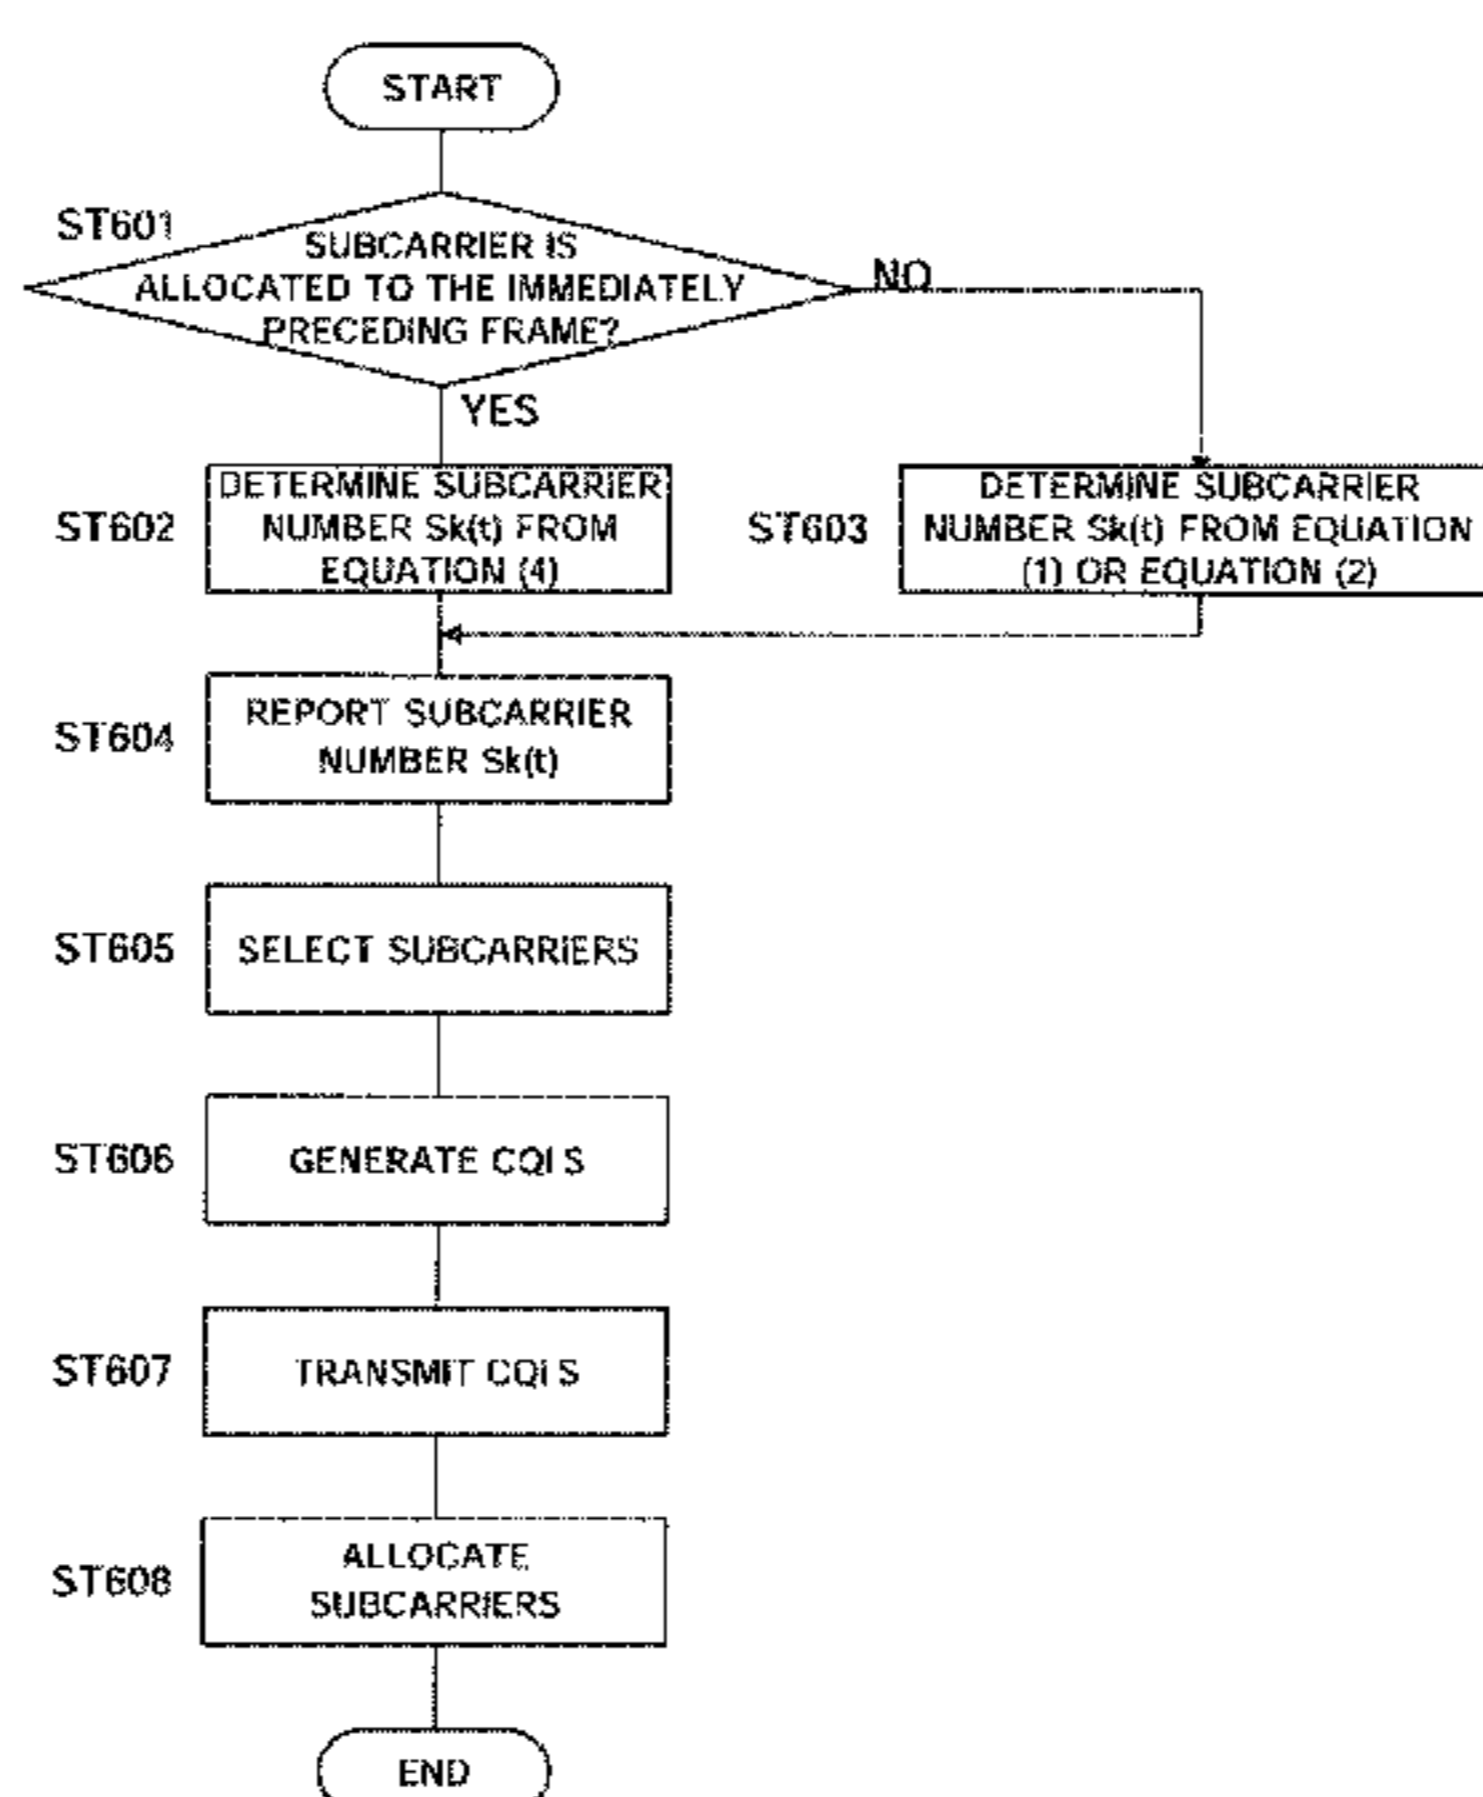 START
ST601
SUBCARRIER IS
ALLOCATED TO THE IMMEDIATELY
PRECEDING FRAME?
NO
YES
ST602
DETERMINE SUBCARRIER
NUMBER Sk(t) FROM
EQUATION (4)
ST603
DETERMINE SUBCARRIER
NUMBER Sk(t) FROM EQUATION
(1) OR EQUATION (2)
ST604
REPORT SUBCARRIER
NUMBER Sk(t)
ST605
SELECT SUBCARRIERS
ST606
GENERATE CQI S
ST607
TRANSMIT CQI S
ST608
ALLOCATE
SUBCARRIERS
END